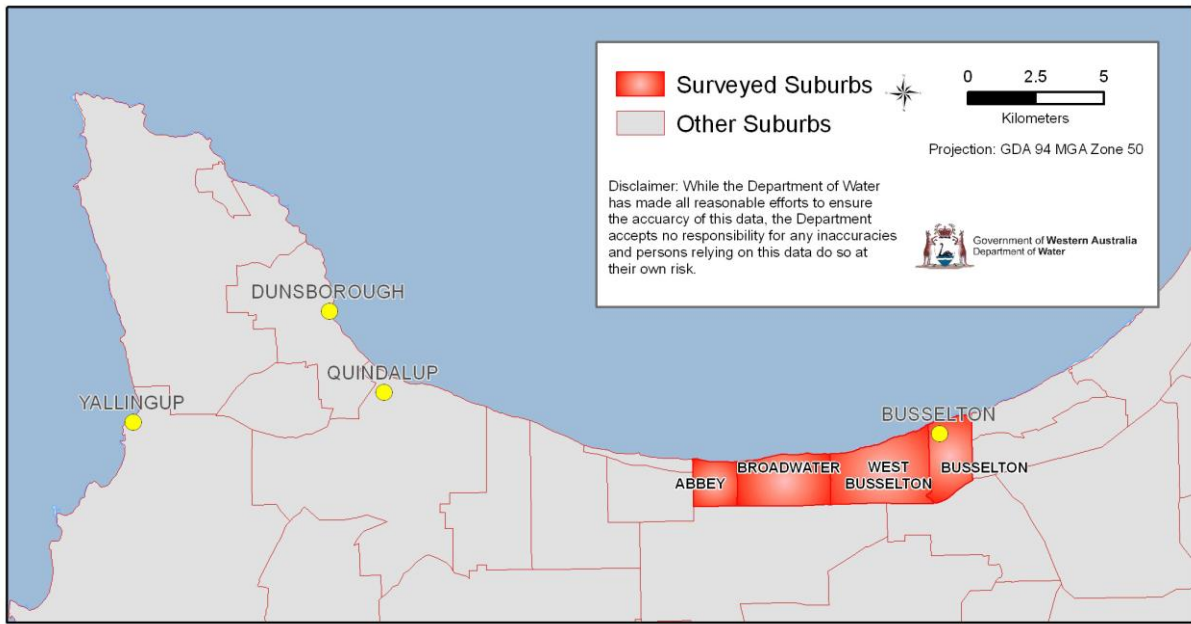 Surveyed Suburbs
Other Suburbs
0 2.5 5
Kilometers
Projection: GDA 94 MGA Zone 50
Disclaimer: While the Department of Water
has made all reasonable efforts to ensure
the accuarcy of this data, the Department
accepts no responsibility for any inaccuracies
and persons relying on this data do so at
their own risk.
Government of Western Australia
Department of Water
DUNSBOROUGH
QUINDALUP
YALLINGUP
BUSSELTON
ABBEY
BROADWATER
WEST
BUSSELTON
BUSSELTON